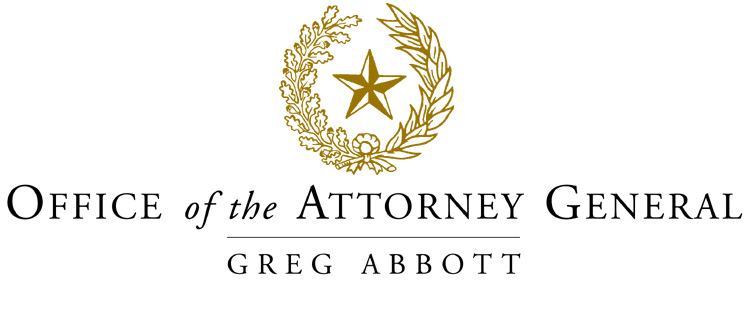 OFFICE of the ATTORNEY GENERAL
GREG ABBOTT